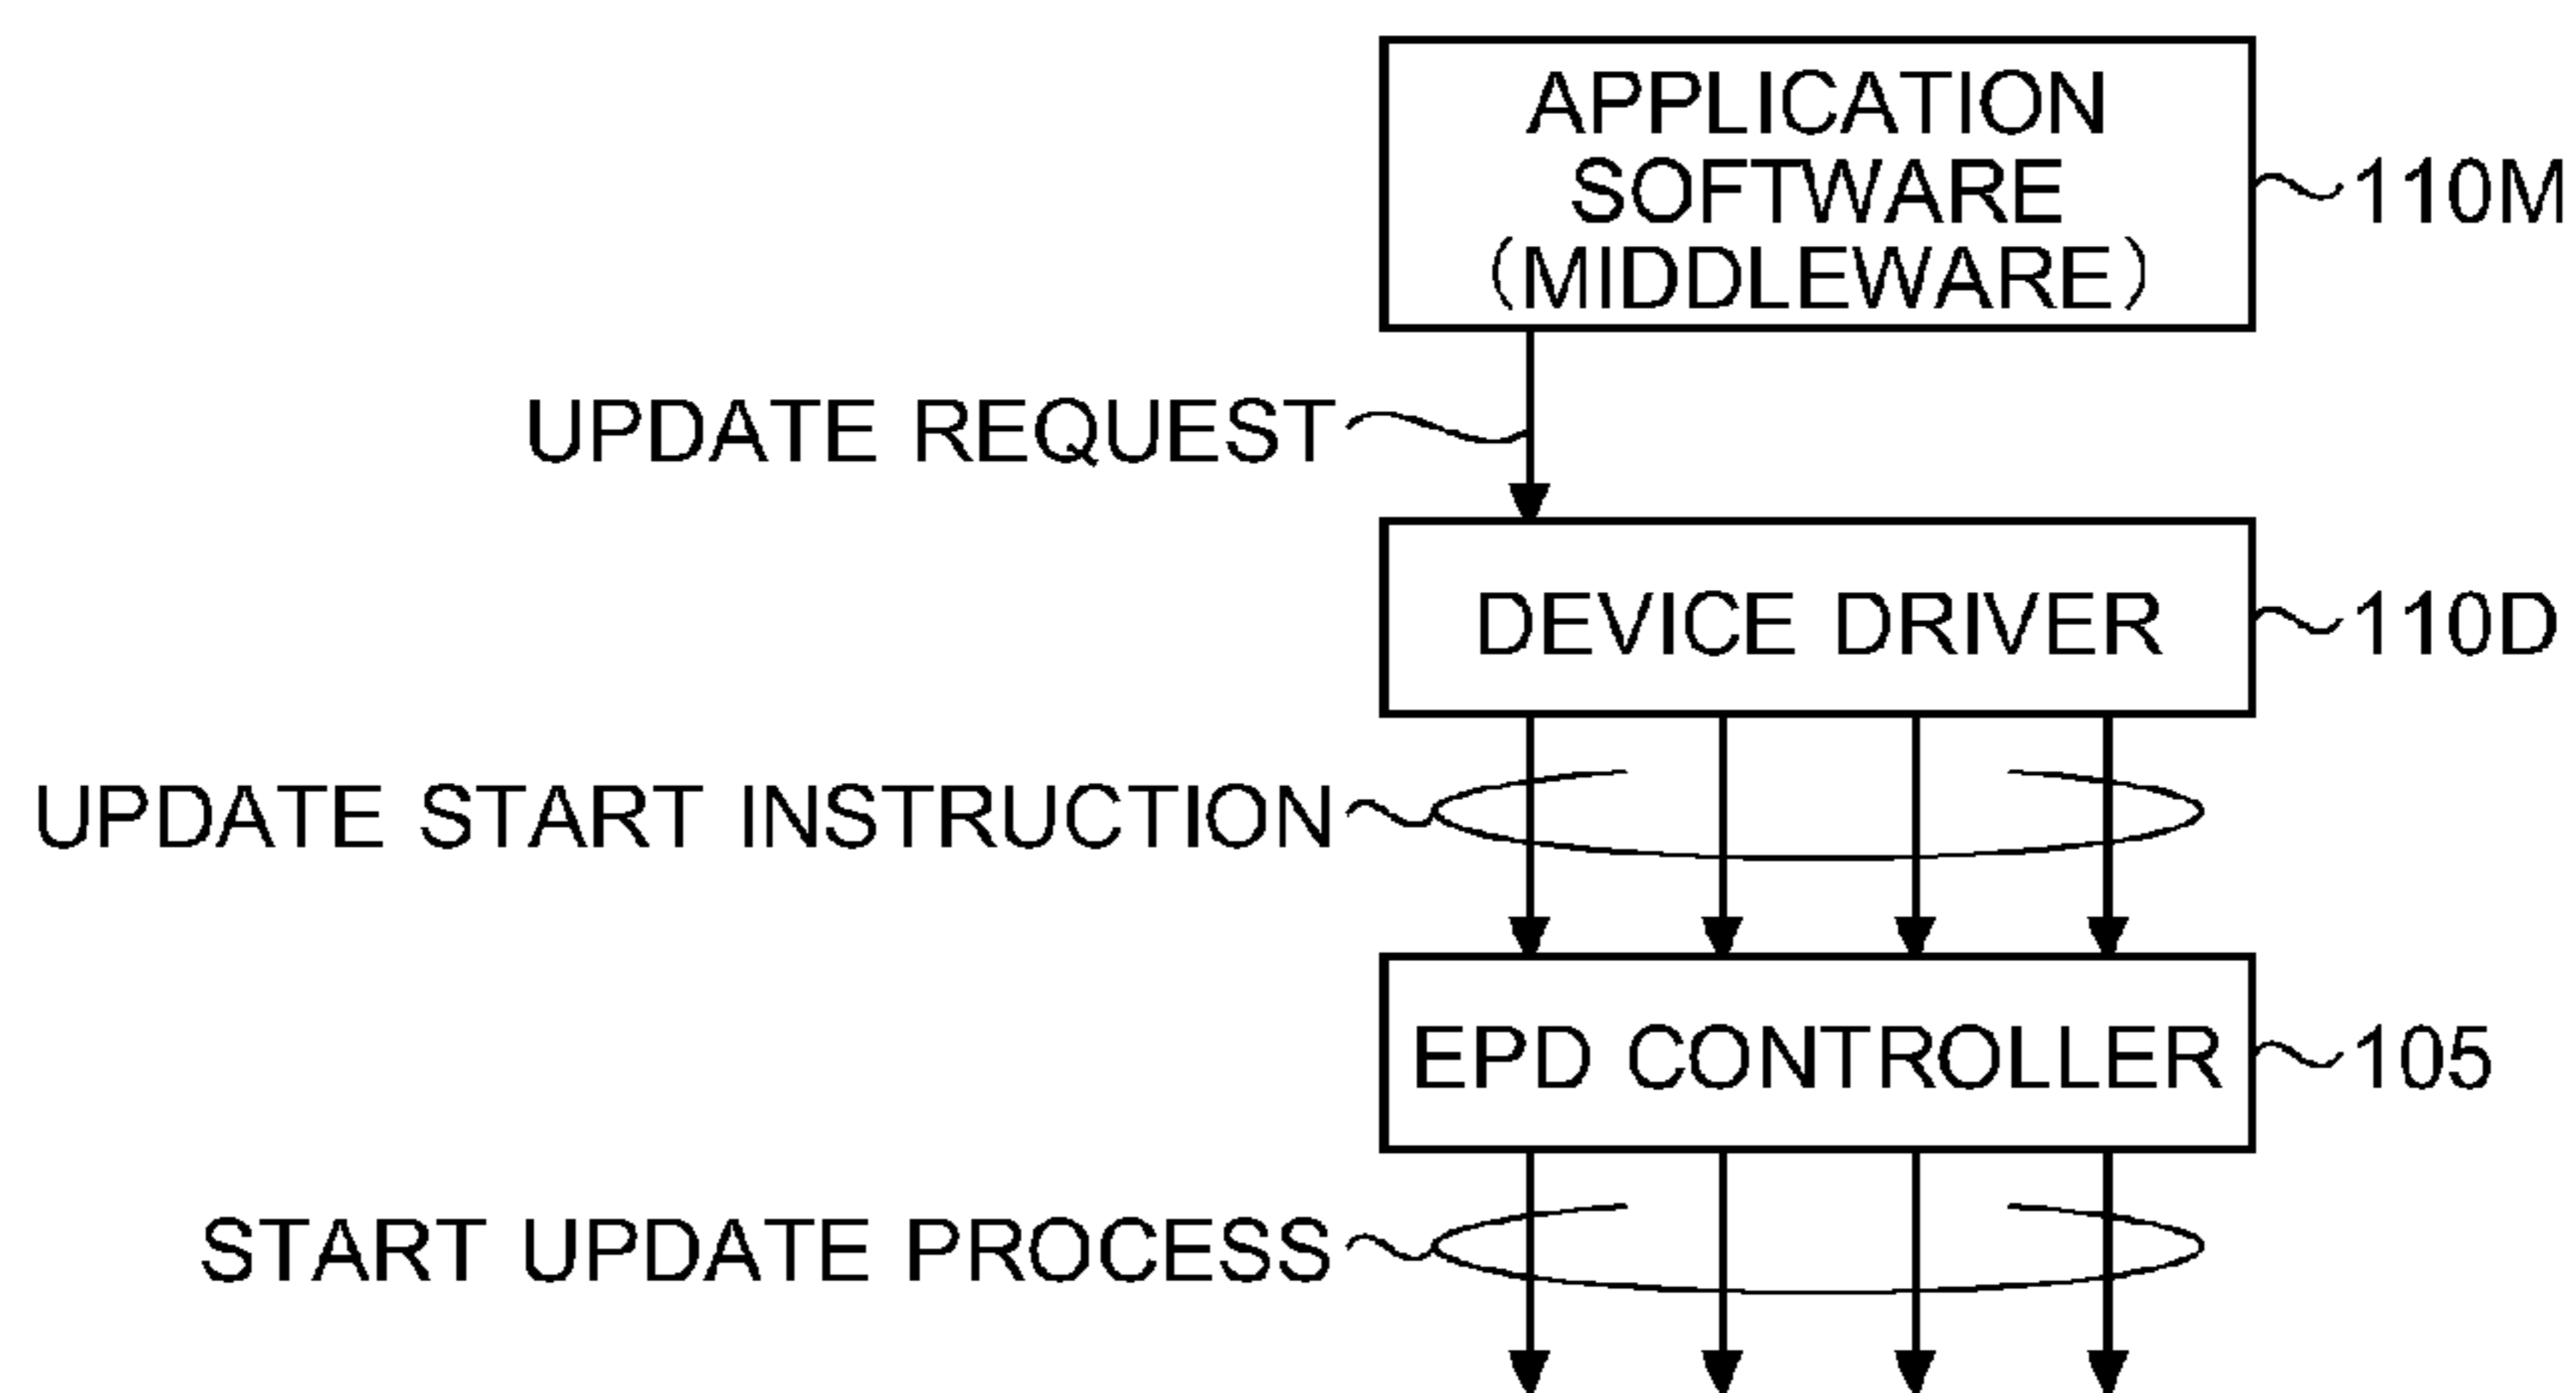 APPLICATION
SOFTWARE
(MIDDLEWARE)
110M
UPDATE REQUEST
DEVICE DRIVER
110D
UPDATE START INSTRUCTION
EPD CONTROLLER
105
START UPDATE PROCESS